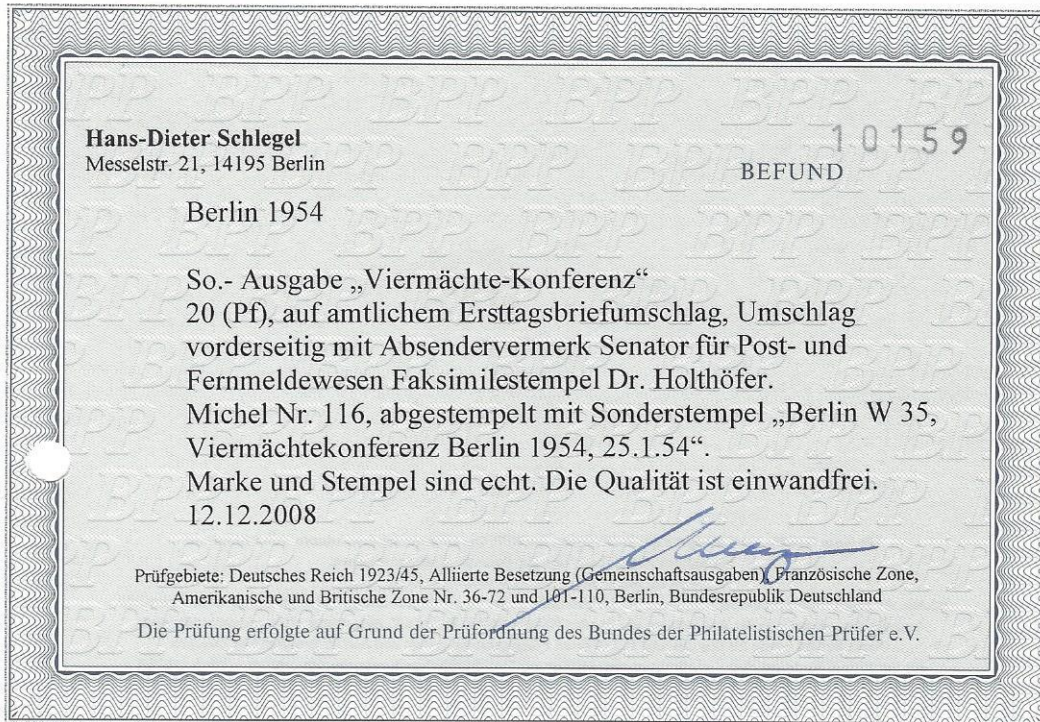 Hans-Dieter Schlegel
Messelstr. 21, 14195 Berlin
10159
BEFUND
Berlin 1954
So.- Ausgabe „Viermächte-Konferenz“
20 (Pf), auf amtlichem Ersttagsbriefumschlag, Umschlag
vorderseitig mit Absendervermerk Senator für Post- und
Fernmeldewesen Faksimilestempel Dr. Holthöfer.
Michel Nr. 116, abgestempelt mit Sonderstempel „Berlin W 35,
Viermächtekonferenz Berlin 1954, 25.1.54“.
Marke und Stempel sind echt. Die Qualität ist einwandfrei.
12.12.2008
Prüfgebiete: Deutsches Reich 1923/45, Alliierte Besetzung (Gemeinschaftsausgaben), Französische Zone,
Amerikanische und Britische Zone Nr. 36-72 und 101-110, Berlin, Bundesrepublik Deutschland
Die Prüfung erfolgte auf Grund der Prüfordnung des Bundes der Philatelistischen Prüfer e.V.